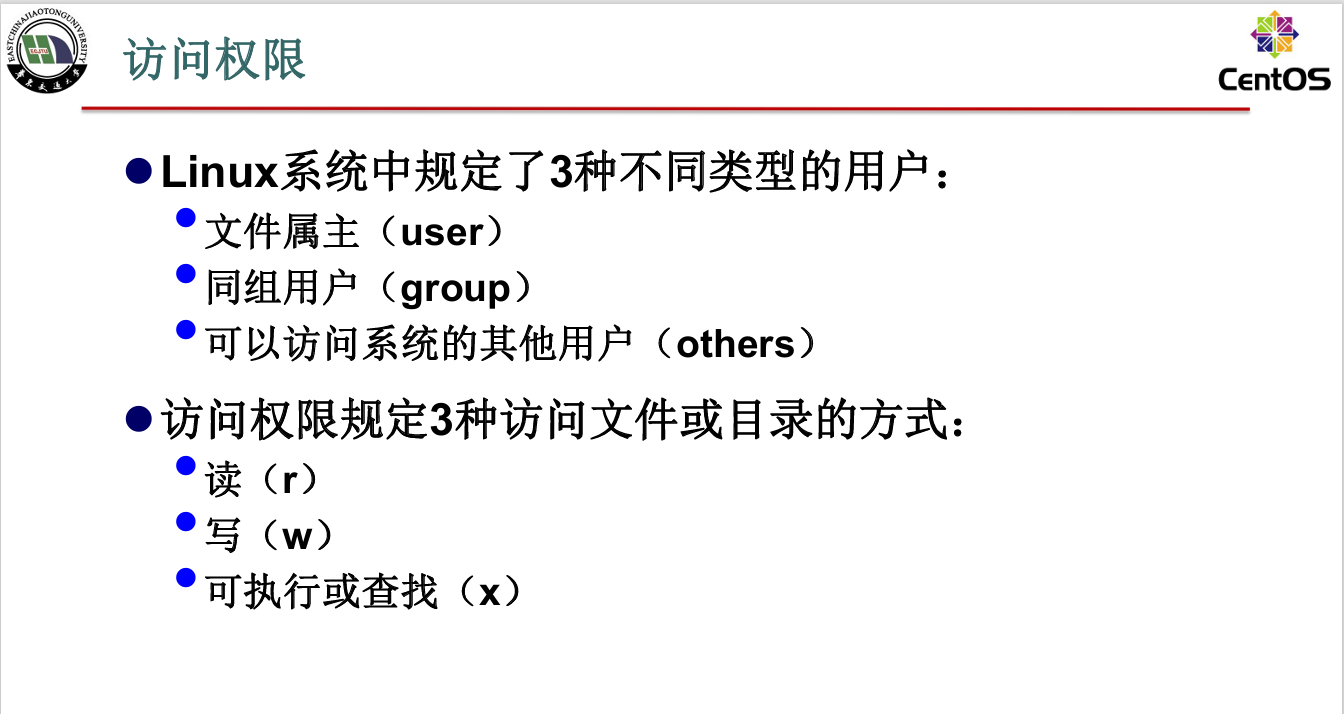 EASTCHINAJIAOTONGUNIVERSITY
ECJTU
华东交通大学
访问权限
CentOS
Linux系统中规定了3种不同类型的用户：
文件属主（user）
同组用户（group）
可以访问系统的其他用户（others）
访问权限规定3种访问文件或目录的方式：
读（r）
写（w）
可执行或查找（x）